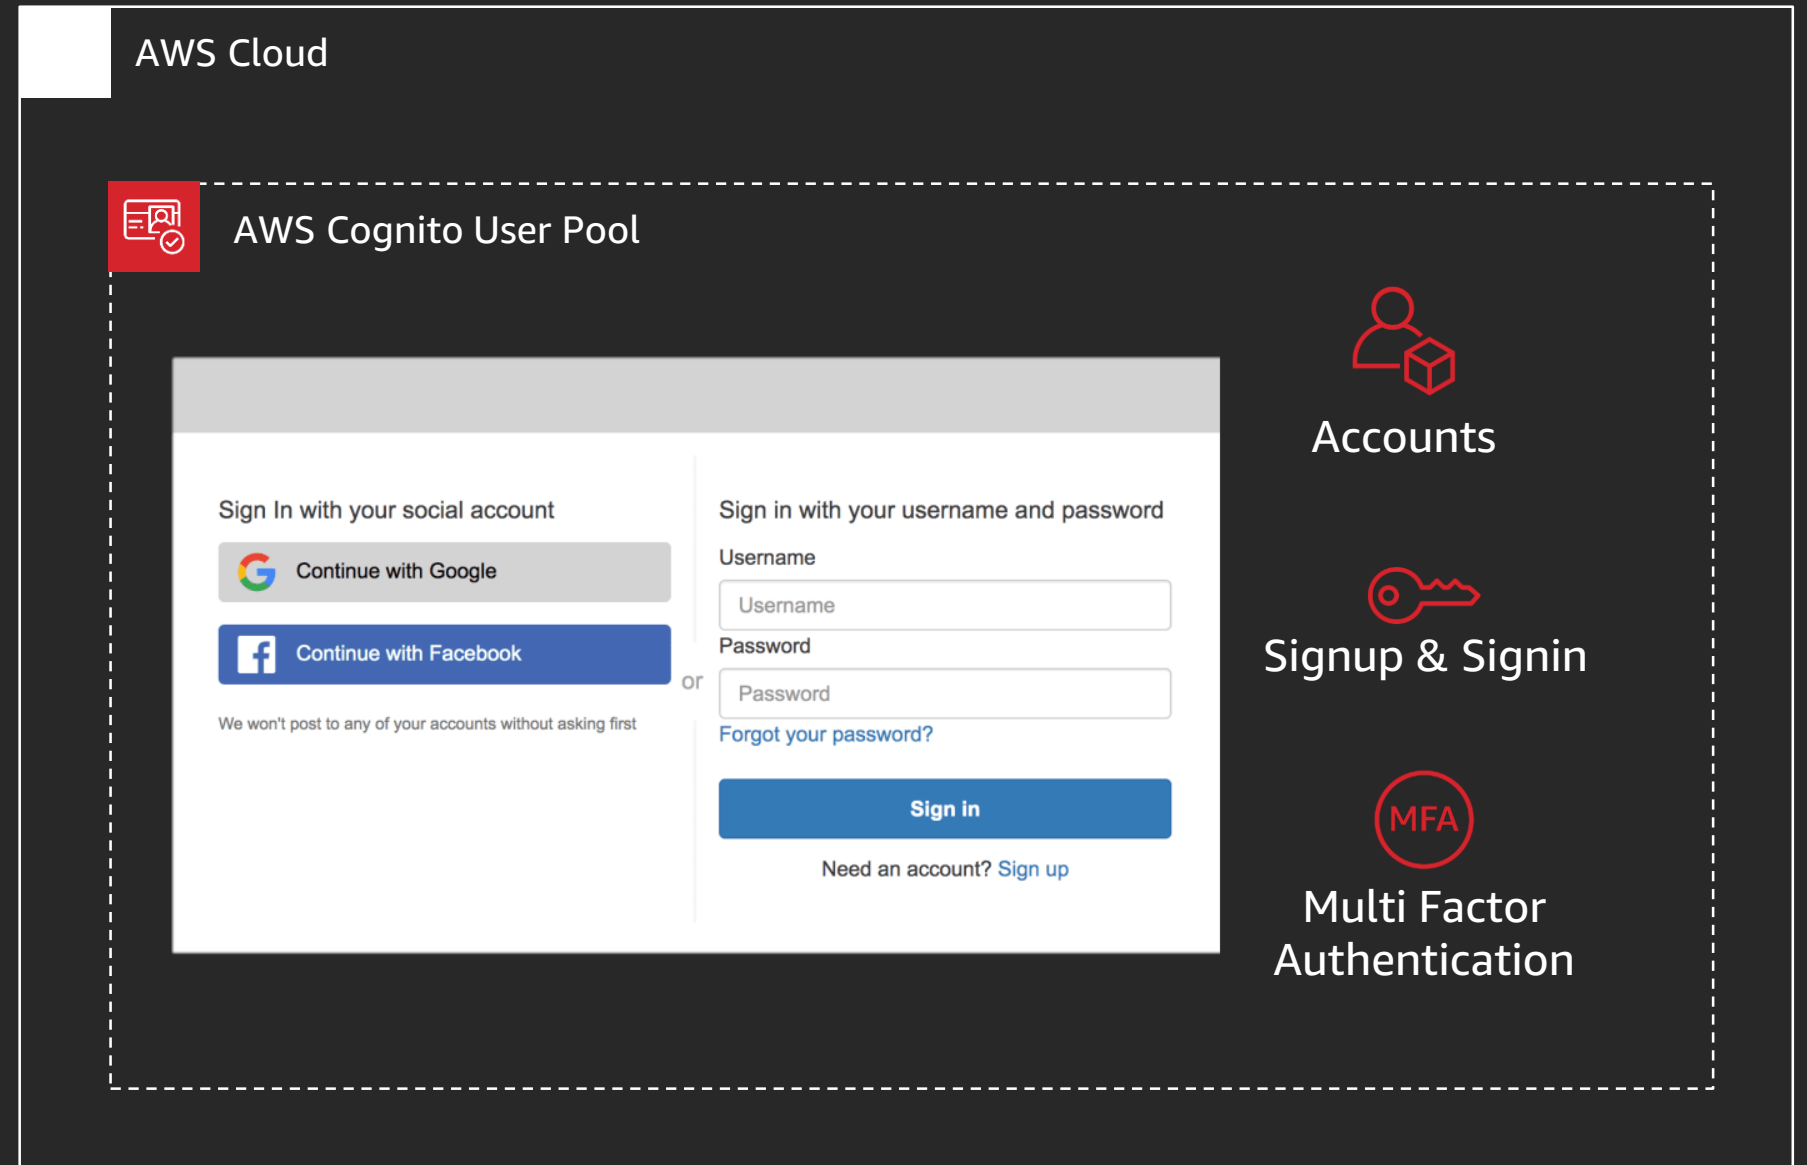 AWS Cloud
AWS Cognito User Pool
Sign In with your social account
Continue with Google
Continue with Facebook
We won't post to any of your accounts without asking first
or
Sign in with your username and password
Username
Username
Password
Password
Forgot your password?
Sign in
Need an account? Sign up
Accounts
Signup & Signin
MFA
Multi Factor
Authentication